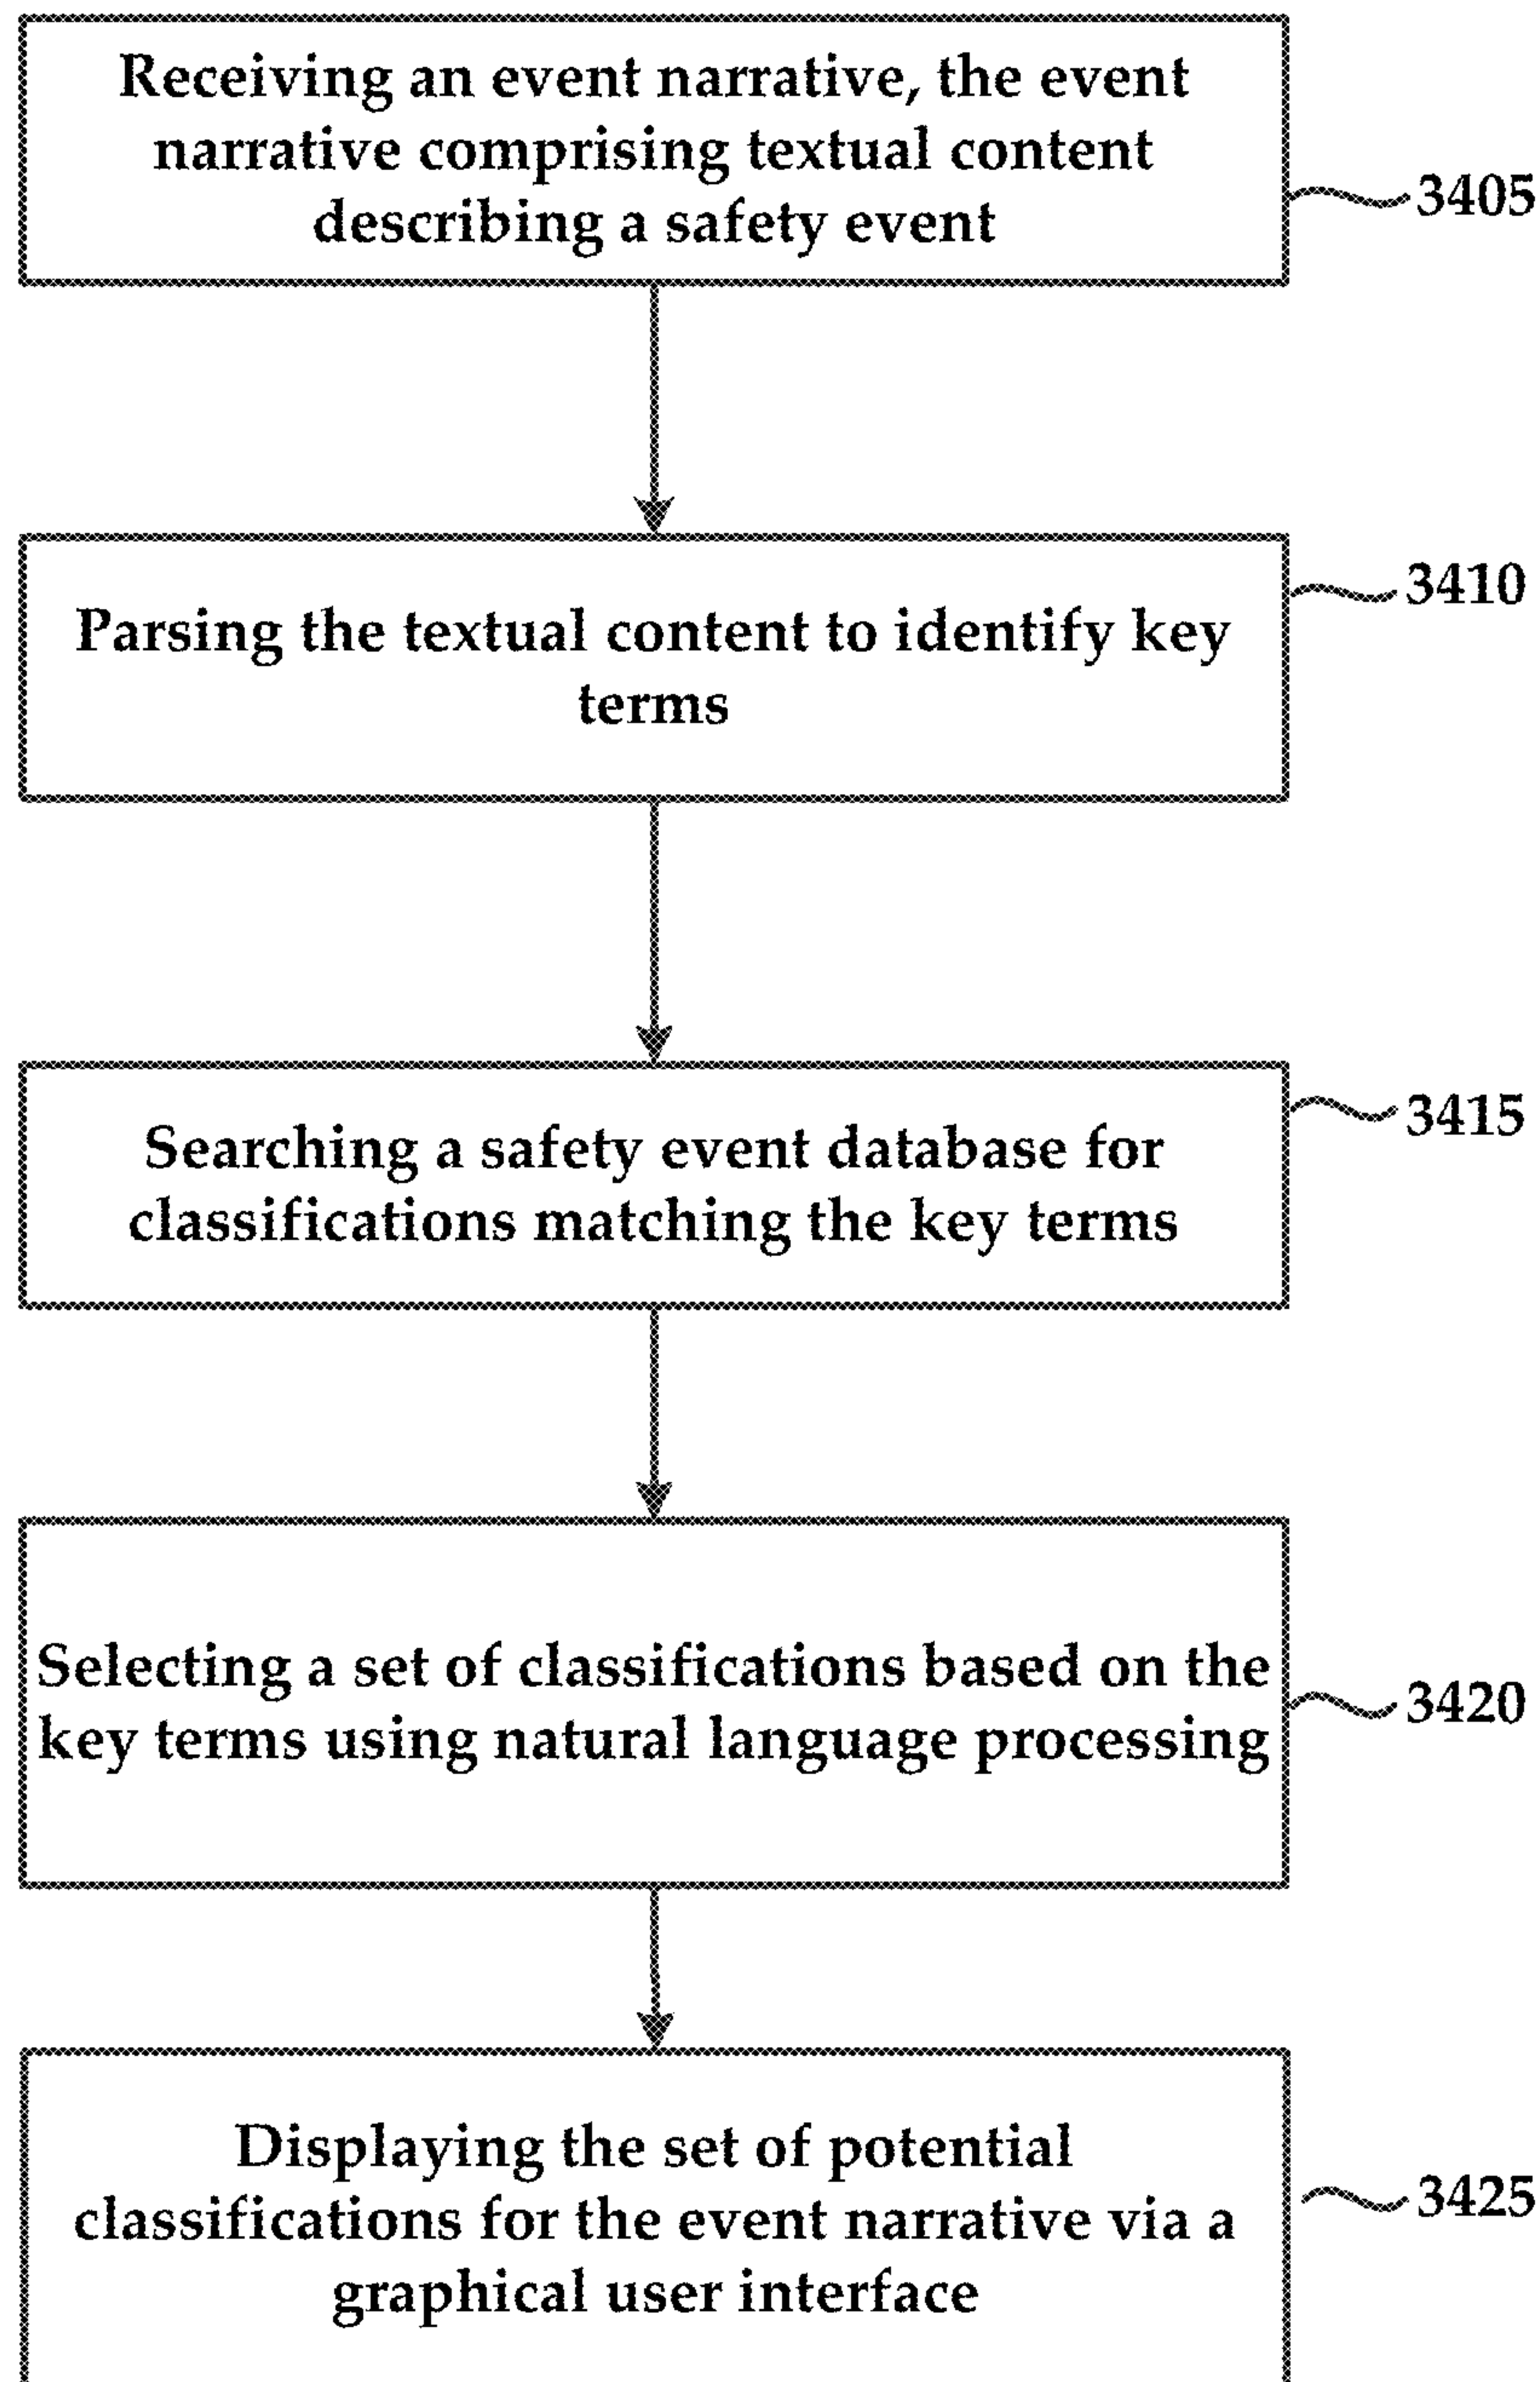 Receiving an event narrative, the event
narrative comprising textual content
describing a safety event
3405
Parsing the textual content to identify key
terms
3410
Searching a safety event database for
classifications matching the key terms
3415
Selecting a set of classifications based on the
key terms using natural language processing
3420
Displaying the set of potential
classifications for the event narrative via a
graphical user interface
3425